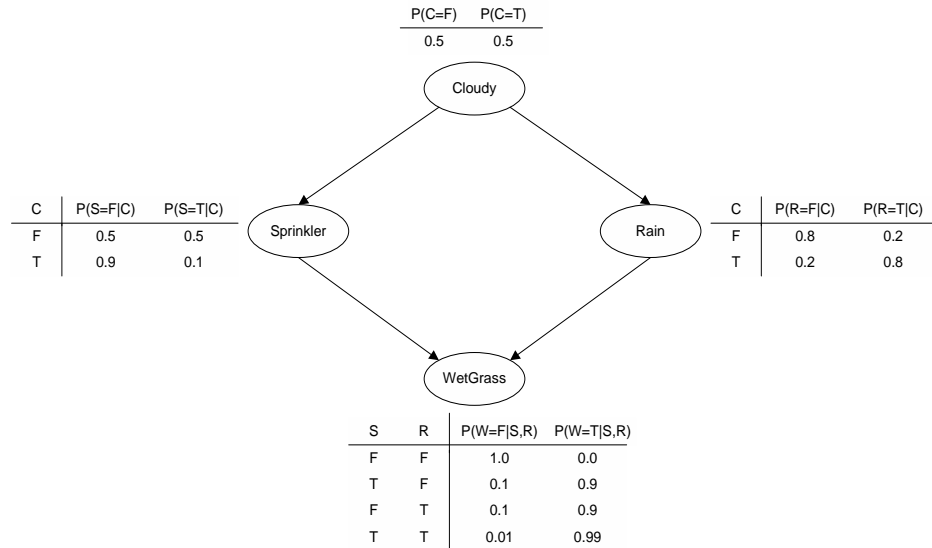 P(C=F) P(C=T)
0.5 0.5
Cloudy
C P(S=F|C) P(S=T|C)
F 0.5 0.5
T 0.9 0.1
Sprinkler
Rain
C P(R=F|C) P(R=T|C)
F 0.8 0.2
T 0.2 0.8
WetGrass
S R P(W=F|S,R) P(W=T|S,R)
F F 1.0 0.0
T F 0.1 0.9
F T 0.1 0.9
T T 0.01 0.99